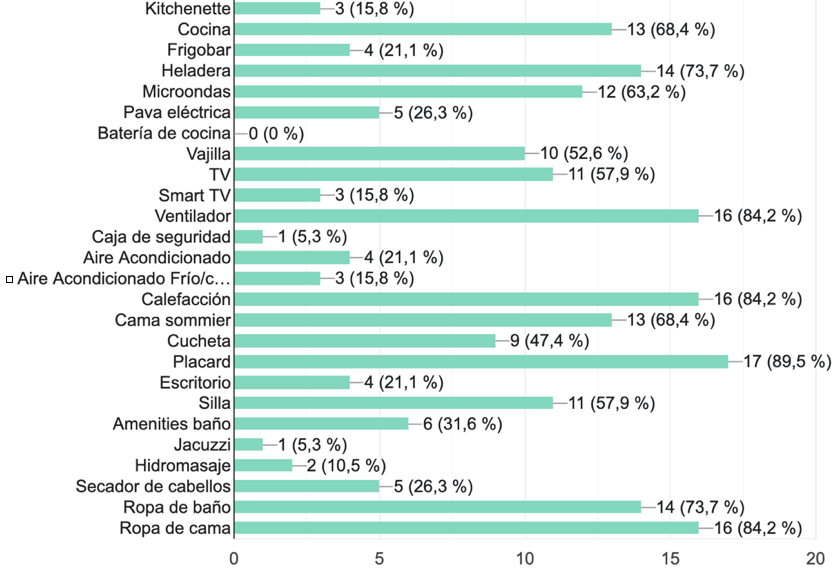 Kitchenette 3 (15,8 %)
Cocina 13 (68,4 %)
Frigobar 4 (21,1 %)
Heladera 14 (73,7 %)
Microondas 12 (63,2 %)
Pava eléctrica 5 (26,3 %)
Batería de cocina 0 (0 %)
Vajilla 10 (52,6 %)
TV 11 (57,9 %)
Smart TV 3 (15,8 %)
Ventilador 16 (84,2 %)
Caja de seguridad 1 (5,3 %)
Aire Acondicionado 4 (21,1 %)
Aire Acondicionado Frío/c... 3 (15,8 %)
Calefacción 16 (84,2 %)
Cama sommier 13 (68,4 %)
Cucheta 9 (47,4 %)
Placard 17 (89,5 %)
Escritorio 4 (21,1 %)
Silla 11 (57,9 %)
Amenities baño 6 (31,6 %)
Jacuzzi 1 (5,3 %)
Hidromasaje 2 (10,5 %)
Secador de cabellos 5 (26,3 %)
Ropa de baño 14 (73,7 %)
Ropa de cama 16 (84,2 %)
0 5 10 15 20